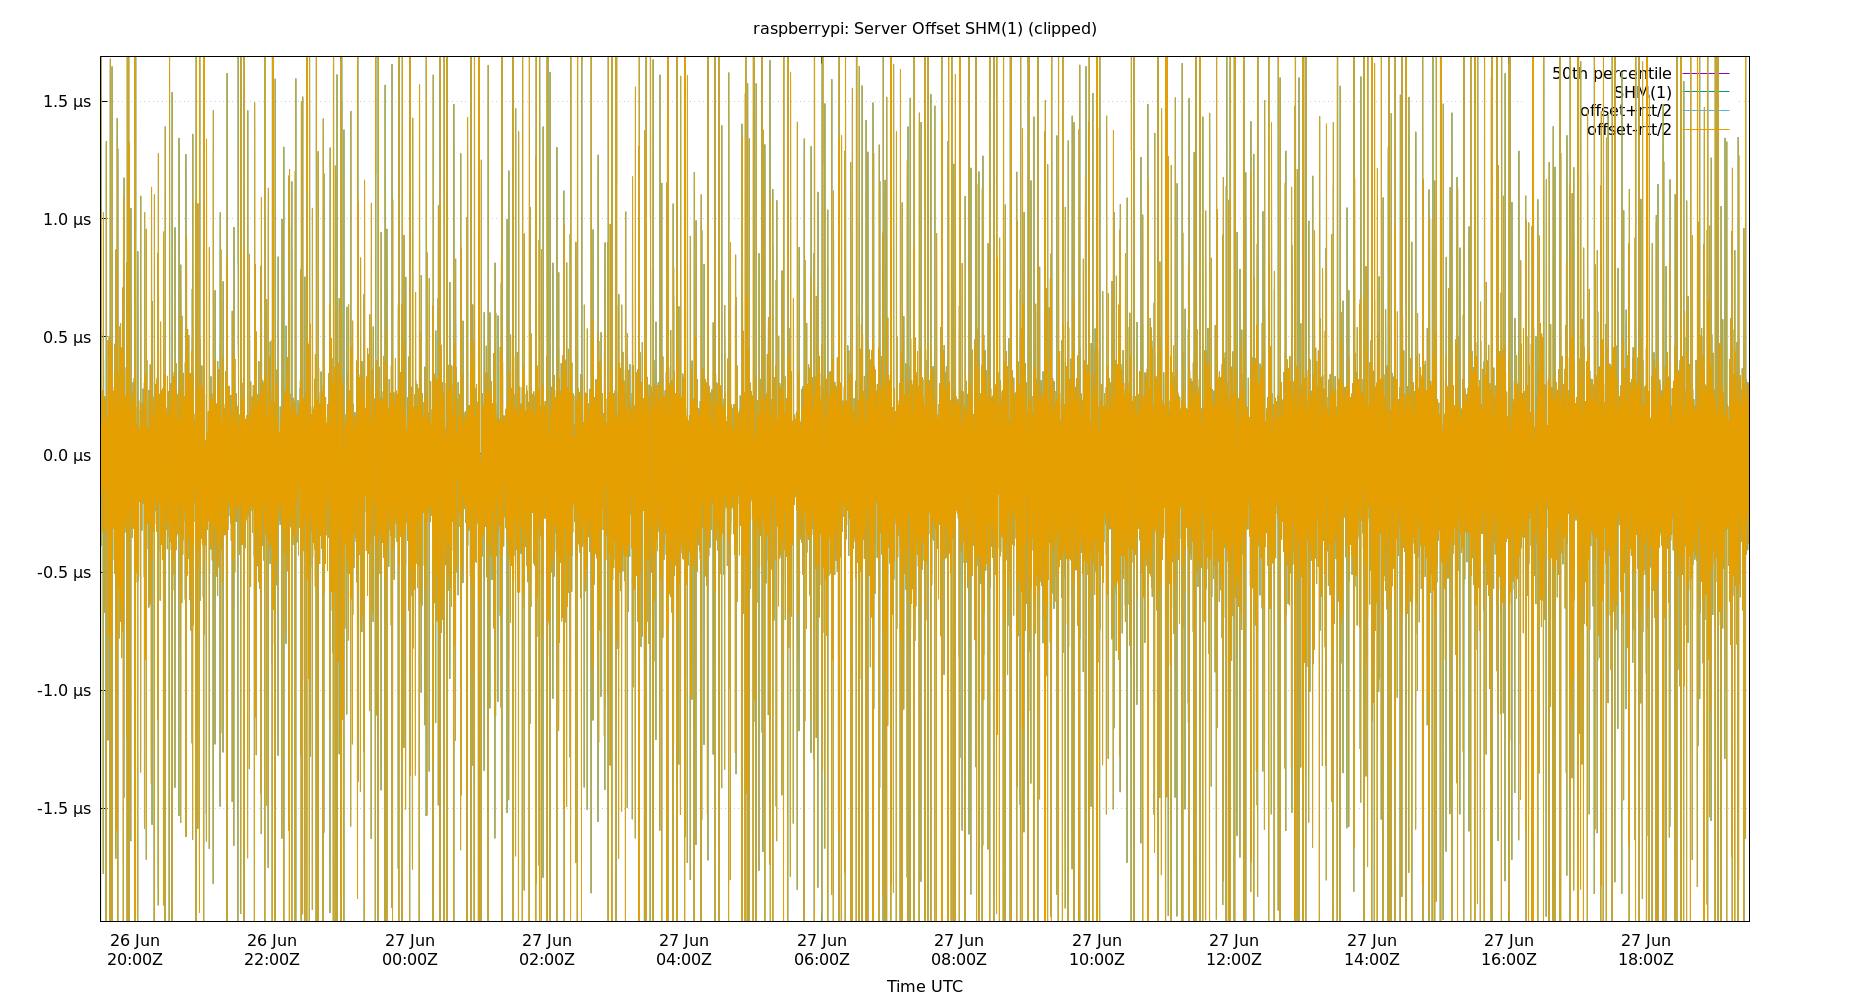 raspberrypi: Server Offset SHM(1) (clipped)
50th percentile
SHM(1)
offset+rtt/2
offset-rtt/2
1.5 µs
1.0 µs
0.5 µs
0.0 µs
-0.5 µs
-1.0 µs
-1.5 µs
26 Jun 26 Jun 27 Jun 27 Jun 27 Jun 27 Jun 27 Jun 27 Jun 27 Jun 27 Jun 27 Jun 27 Jun
20:00Z 22:00Z 00:00Z 02:00Z 04:00Z 06:00Z 08:00Z 10:00Z 12:00Z 14:00Z 16:00Z 18:00Z
Time UTC